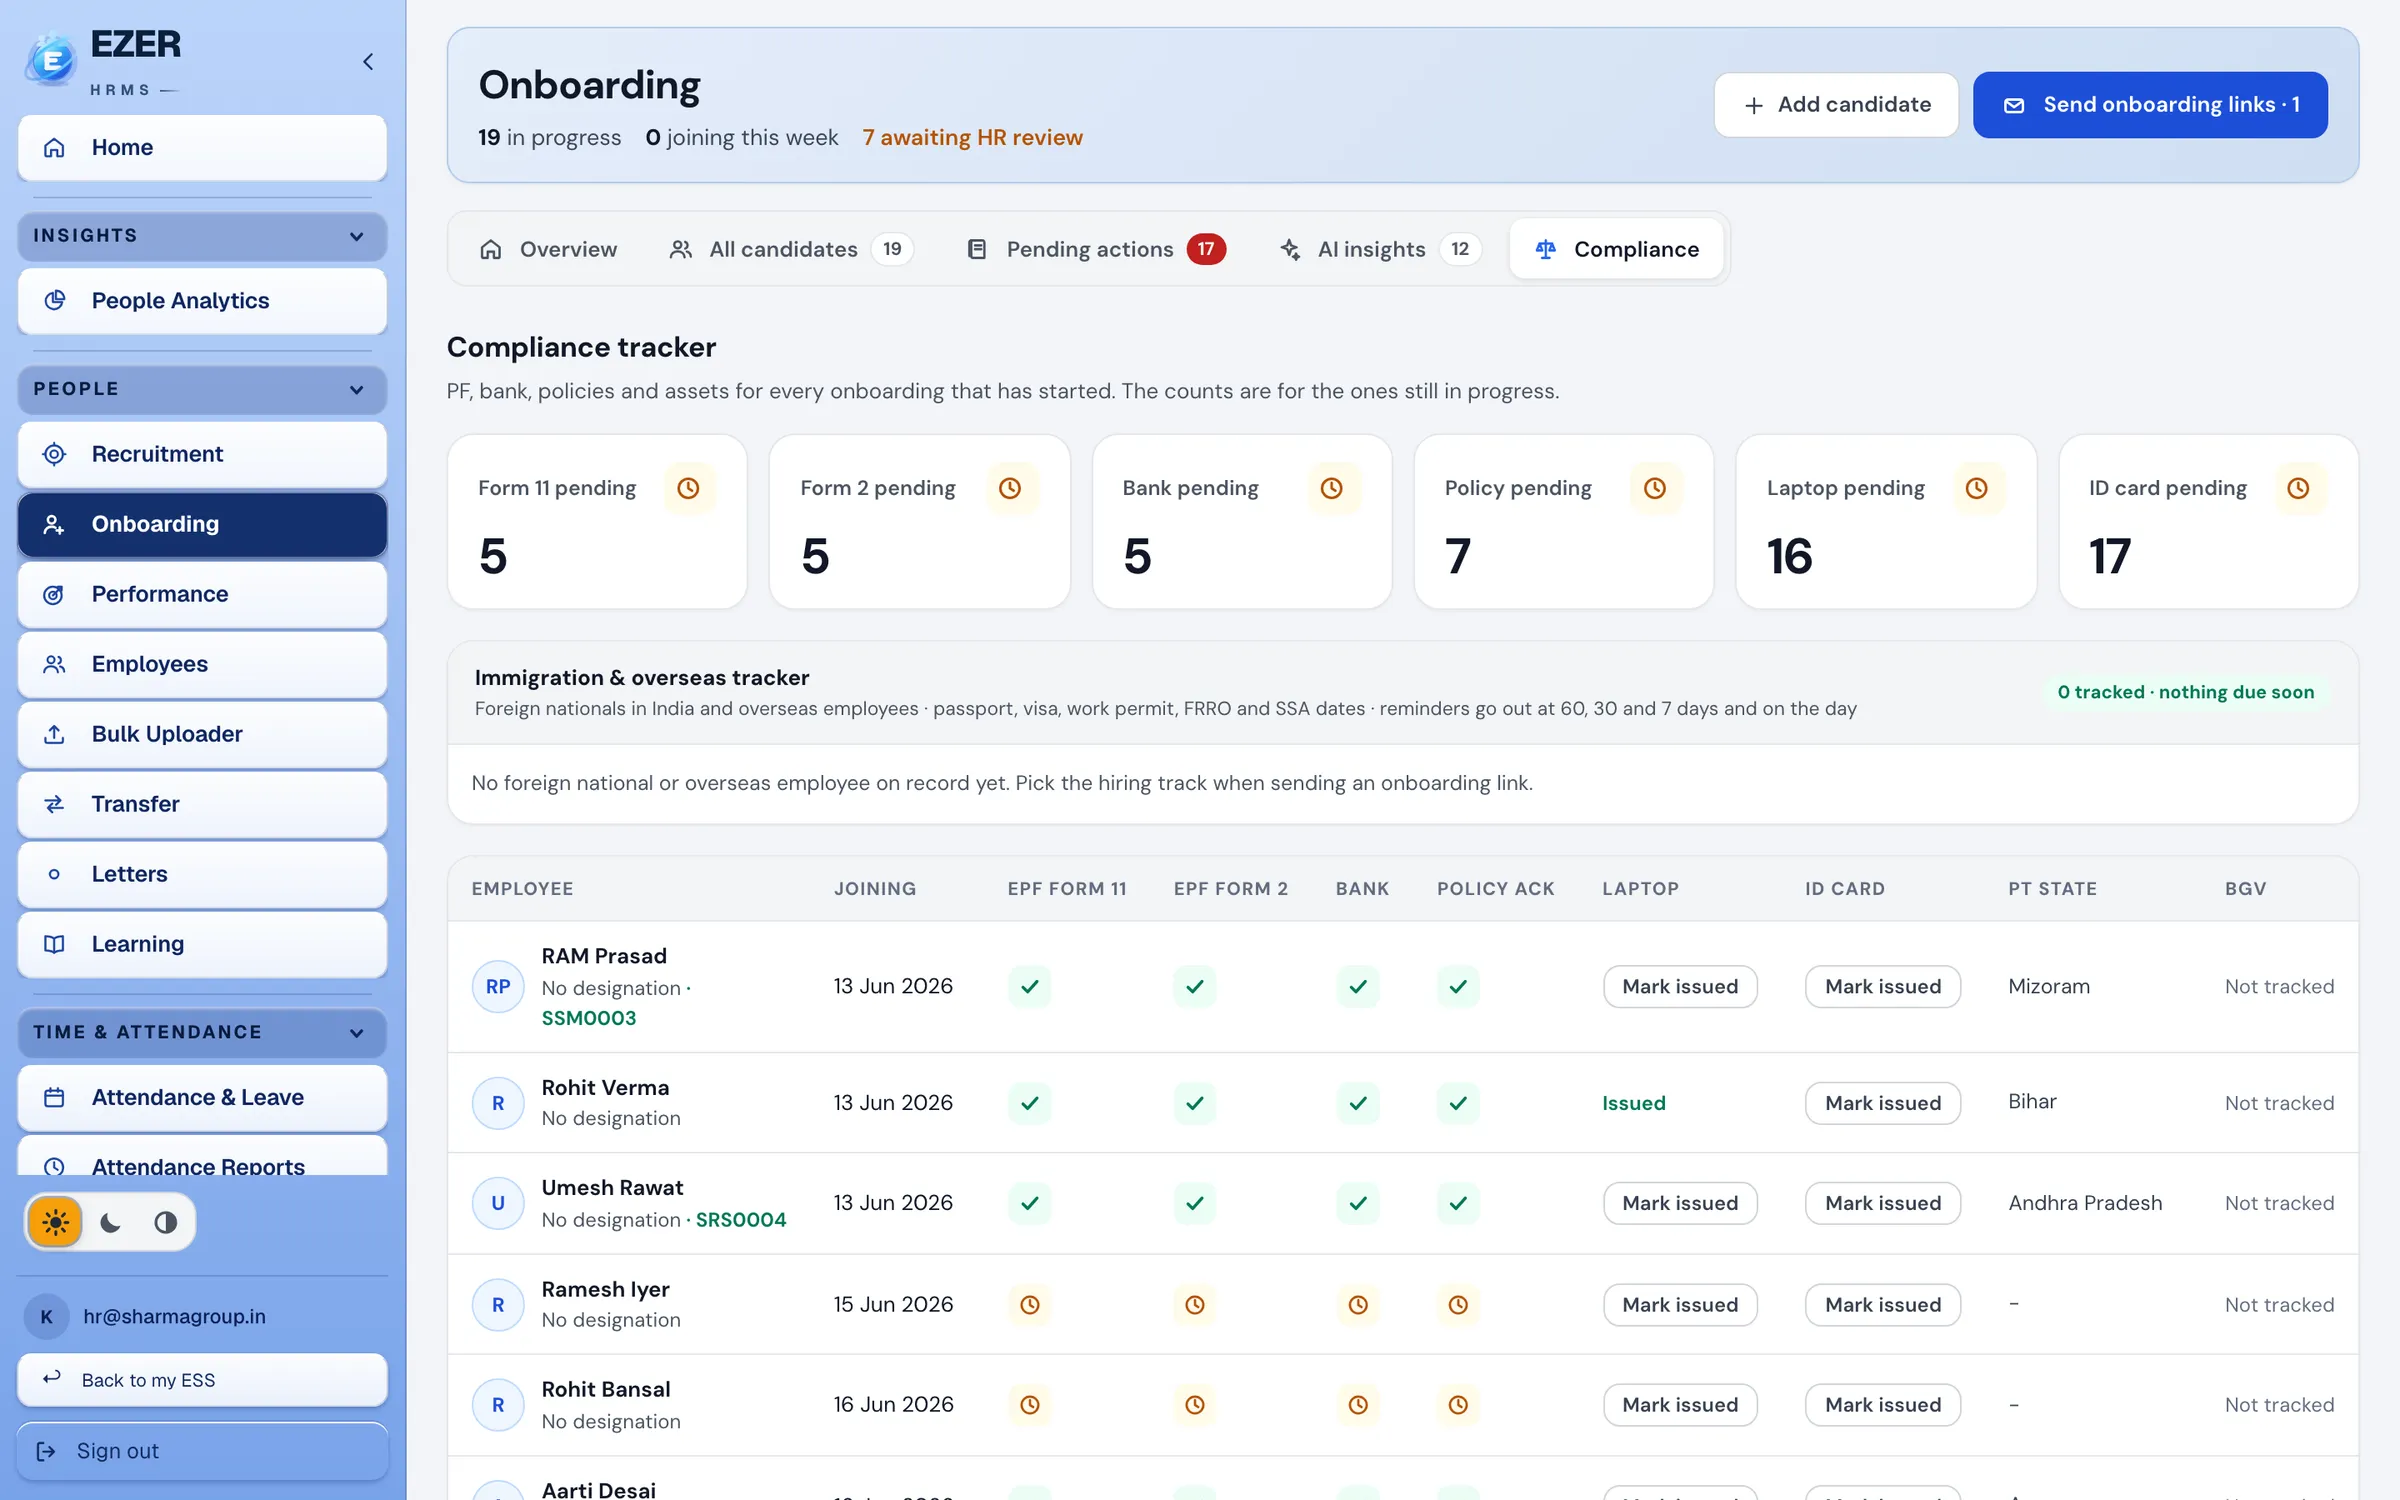 EZER
HRMS
Home
INSIGHTS
People Analytics
PEOPLE
Recruitment
Onboarding
Performance
Employees
Bulk Uploader
Transfer
Letters
Learning
TIME & ATTENDANCE
Attendance & Leave
Attendance Reports
K hr@sharmagroup.in
Back to my ESS
Sign out
Onboarding
19 in progress 0 joining this week 7 awaiting HR review
+ Add candidate
Send onboarding links · 1
Overview
All candidates 19
Pending actions 17
AI insights 12
Compliance
Compliance tracker
PF, bank, policies and assets for every onboarding that has started. The counts are for the ones still in progress.
Form 11 pending
5
Form 2 pending
5
Bank pending
5
Policy pending
7
Laptop pending
16
ID card pending
17
Immigration & overseas tracker
Foreign nationals in India and overseas employees · passport, visa, work permit, FRRO and SSA dates · reminders go out at 60, 30 and 7 days and on the day
0 tracked · nothing due soon
No foreign national or overseas employee on record yet. Pick the hiring track when sending an onboarding link.
EMPLOYEE JOINING EPF FORM 11 EPF FORM 2 BANK POLICY ACK LAPTOP ID CARD PT STATE BGV
RP RAM Prasad
No designation ·
SSM0003
13 Jun 2026 Mark issued Mark issued Mizoram Not tracked
R Rohit Verma
No designation
13 Jun 2026 Issued Mark issued Bihar Not tracked
U Umesh Rawat
No designation · SRS0004
13 Jun 2026 Mark issued Mark issued Andhra Pradesh Not tracked
R Ramesh Iyer
No designation
15 Jun 2026 Mark issued Mark issued - Not tracked
R Rohit Bansal
No designation
16 Jun 2026 Mark issued Mark issued - Not tracked
Aarti Desai